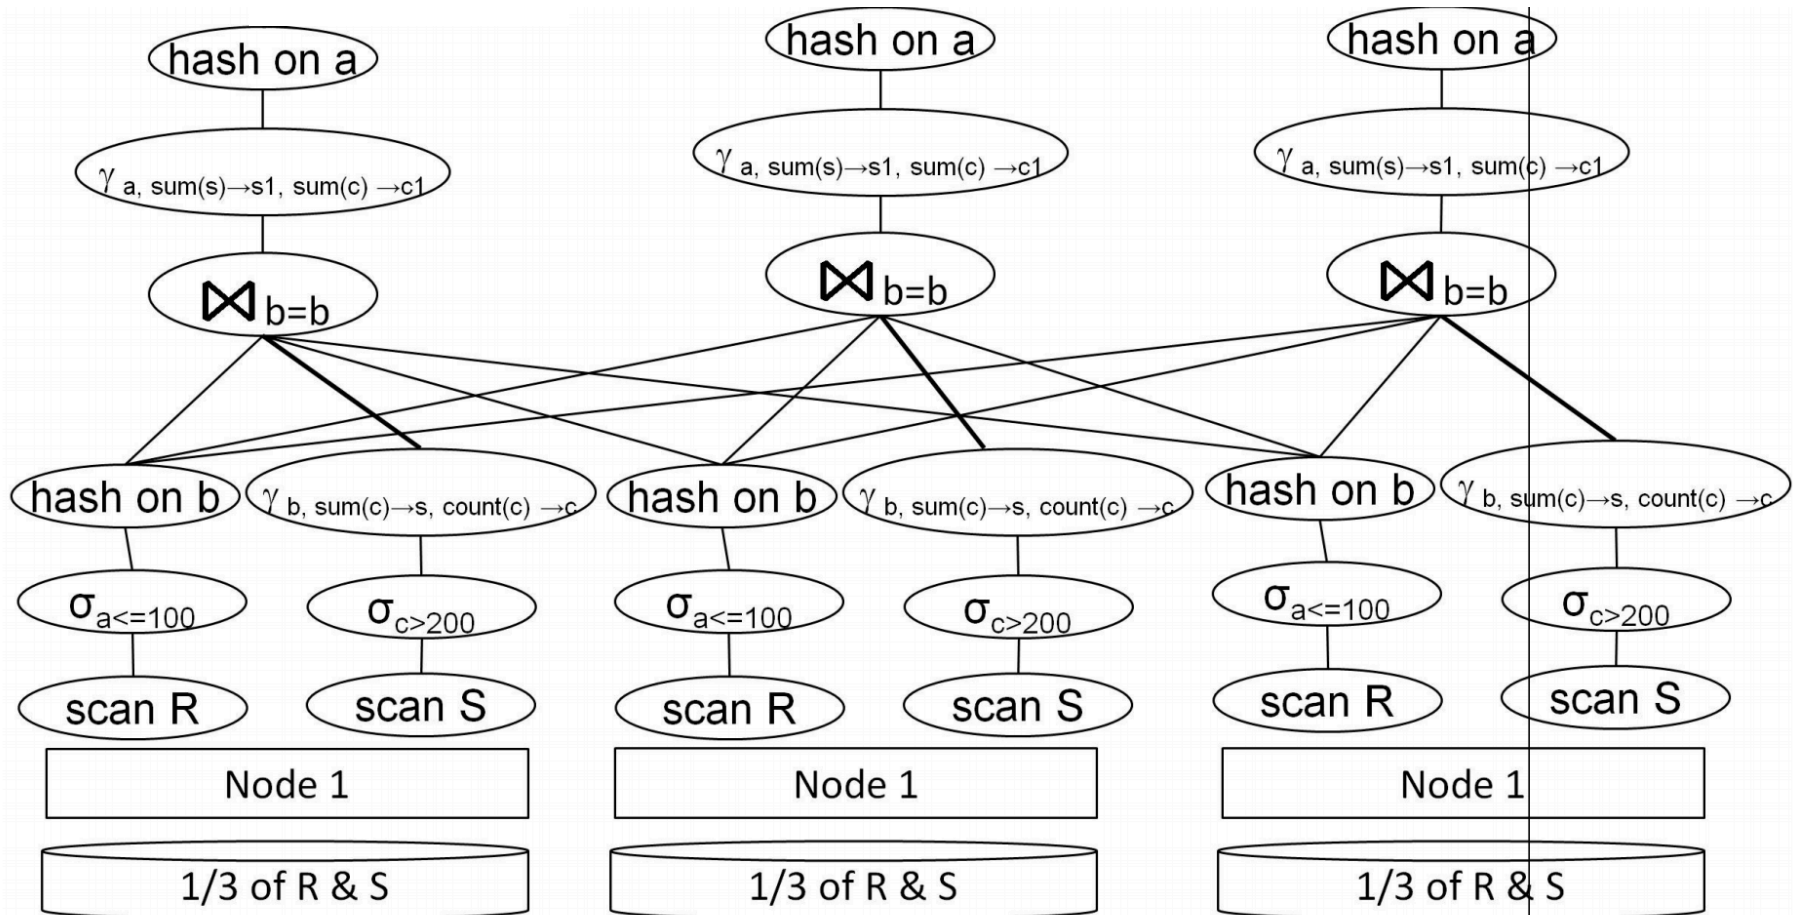 hash on a
hash on a
hash on a
γ a, sum(s)→s1, sum(c) →c1
γ a, sum(s)→s1, sum(c) →c1
γ a, sum(s)→s1, sum(c) →c1
⋈ b=b
⋈ b=b
⋈ b=b
hash on b
γ b, sum(c)→s, count(c) →c
hash on b
γ b, sum(c)→s, count(c) →c
hash on b
γ b, sum(c)→s, count(c) →c
σa<=100
σc>200
σa<=100
σc>200
σa<=100
σc>200
scan R
scan S
scan R
scan S
scan R
scan S
Node 1
Node 1
Node 1
1/3 of R & S
1/3 of R & S
1/3 of R & S